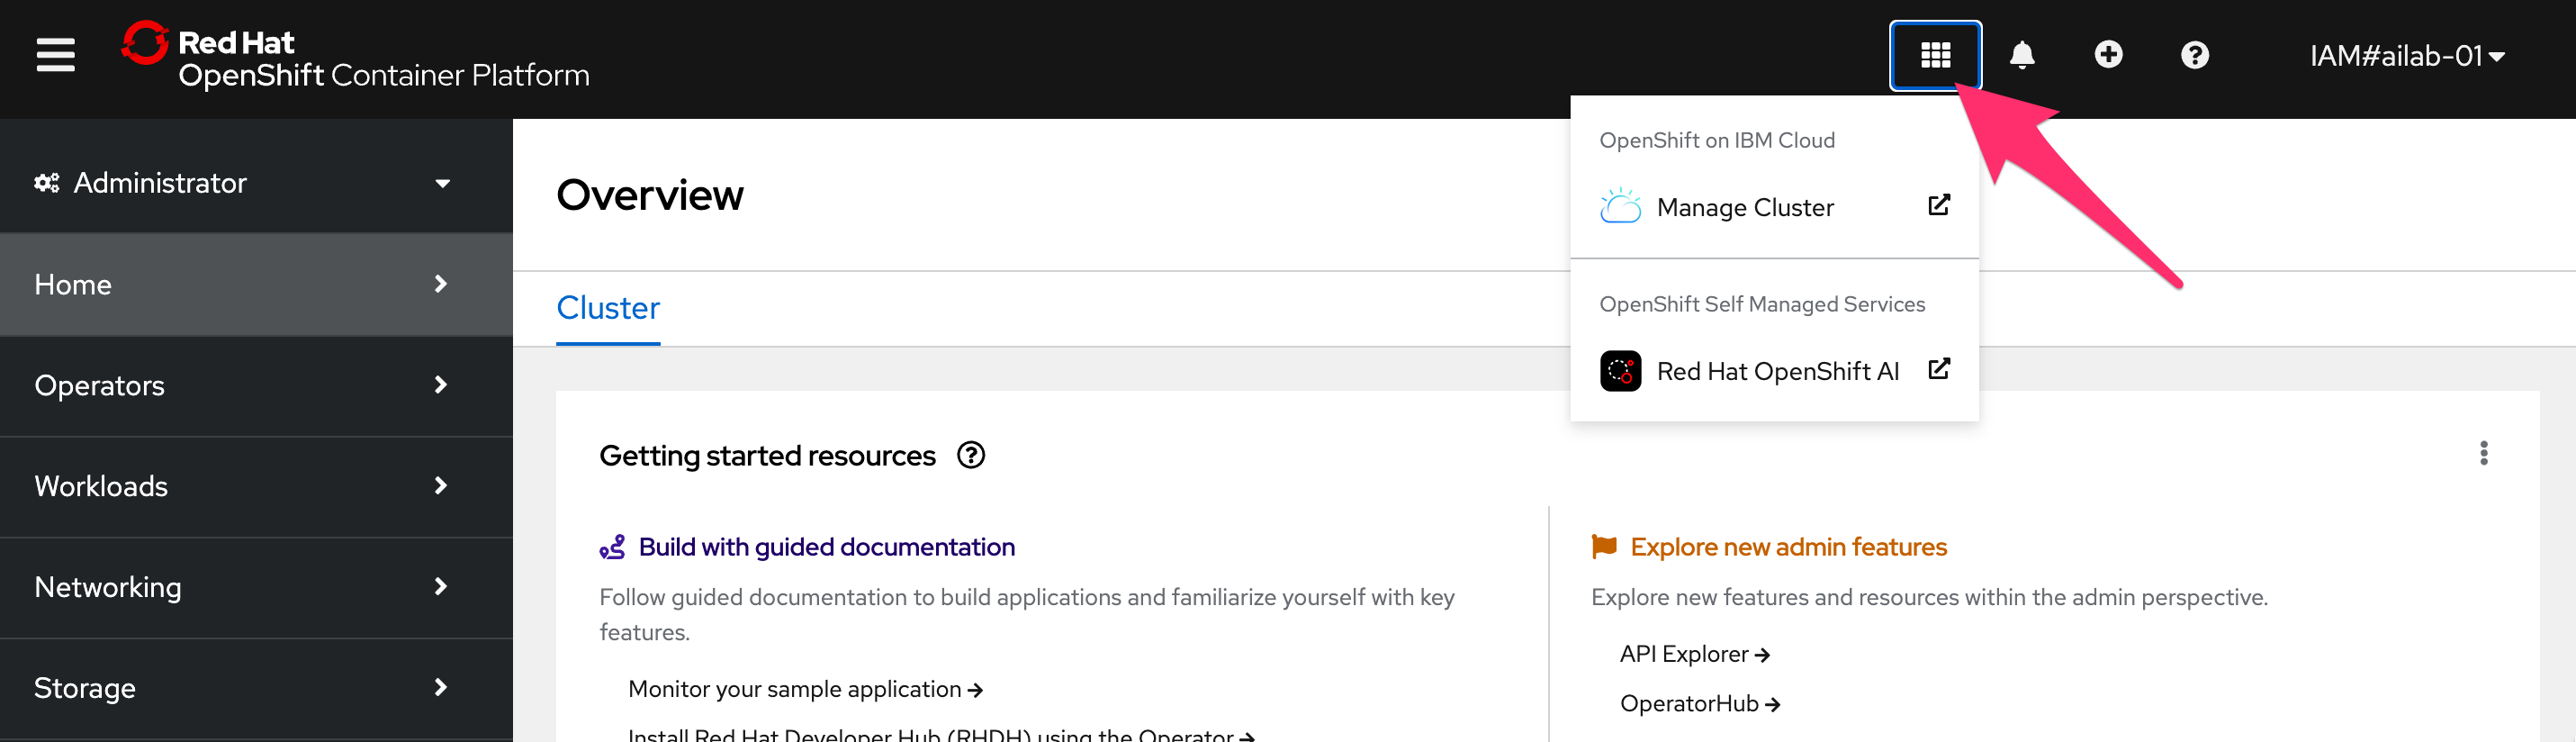 Red Hat
OpenShift Container Platform
IAM#ailab-01
Administrator
Home
Operators
Workloads
Networking
Storage
Overview
Cluster
OpenShift on IBM Cloud
Manage Cluster
OpenShift Self Managed Services
Red Hat OpenShift AI
Getting started resources
Build with guided documentation
Follow guided documentation to build applications and familiarize yourself with key
features.
Monitor your sample application
Install Red Hat Developer Hub (RHDH) using the Operator
Explore new admin features
Explore new features and resources within the admin perspective.
API Explorer
OperatorHub